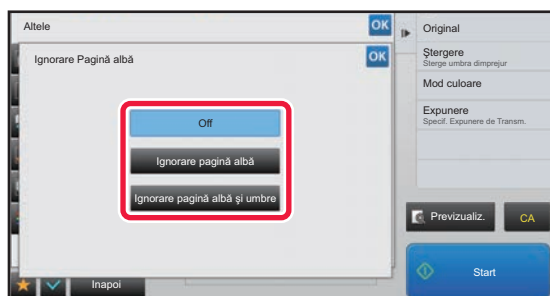 Altele
OK
Ignorare Pagină albă
OK
Off
Ignorare pagină albă
Ignorare pagină albă şi umbre
Inapoi
Original
Ştergere
Sterge umbra dimprejur
Mod culoare
Expunere
Specif. Expunere de Transm.
Previzualiz.
CA
Start